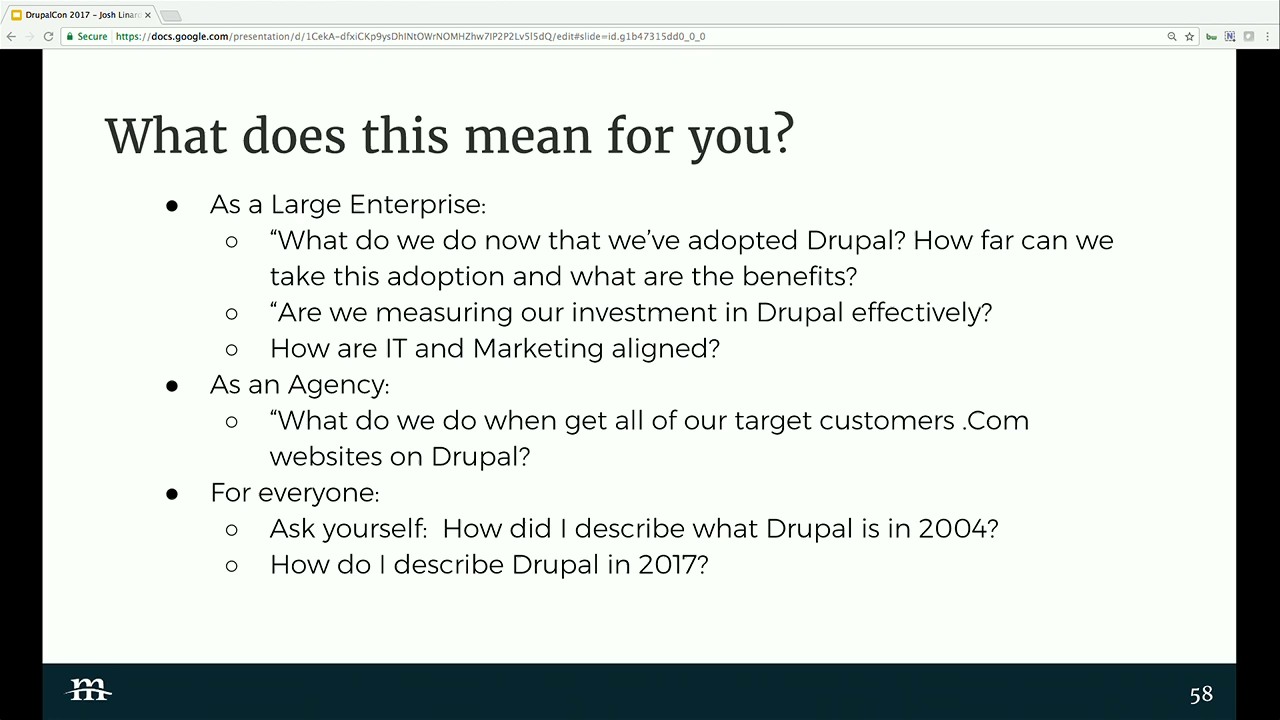 DrupalCon 2017 – Josh Linard
Secure
https://docs.google.com/presentation/d/1CekA-dfxiCKp9ysDhINtOWrNOMHZhw7IP2P2Lv5I5dQ/edit#slide=id.g1b47315dd0_0_0
What does this mean for you?
● As a Large Enterprise:
○ “What do we do now that we’ve adopted Drupal? How far can we
take this adoption and what are the benefits?
○ “Are we measuring our investment in Drupal effectively?
○ How are IT and Marketing aligned?
● As an Agency:
○ “What do we do when get all of our target customers .Com
websites on Drupal?
● For everyone:
○ Ask yourself:  How did I describe what Drupal is in 2004?
○ How do I describe Drupal in 2017?
m
58